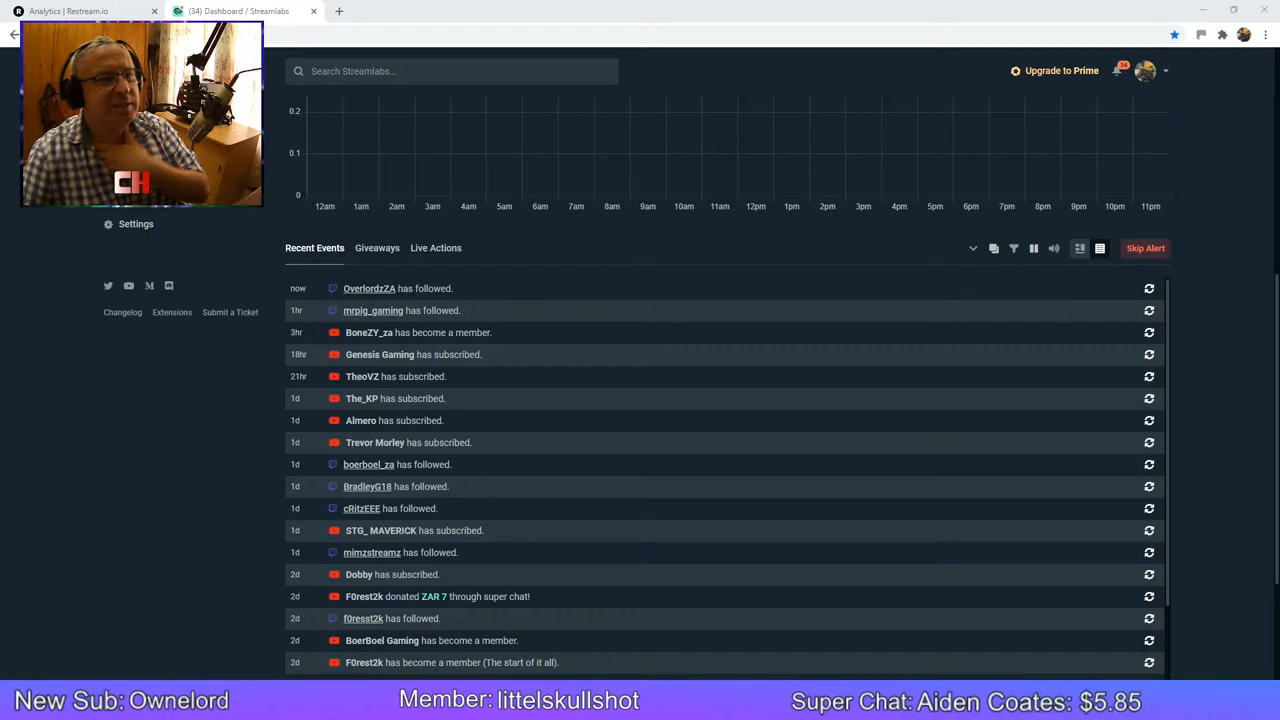 Analytics | Restream.io
(34) Dashboard / Streamlabs
Search Streamlabs...
Upgrade to Prime
34
0.2
0.1
0
12am 1am 2am 3am 4am 5am 6am 7am 8am 9am 10am 11am 12pm 1pm 2pm 3pm 4pm 5pm 6pm 7pm 8pm 9pm 10pm 11pm
CH
Settings
Changelog Extensions Submit a Ticket
Recent Events Giveaways Live Actions Skip Alert
now OverlordzZA has followed.
1hr mrpig_gaming has followed.
3hr BoneZY_za has become a member.
18hr Genesis Gaming has subscribed.
21hr TheoVZ has subscribed.
1d The_KP has subscribed.
1d Almero has subscribed.
1d Trevor Morley has subscribed.
1d boerboel_za has followed.
1d BradleyG18 has followed.
1d cRitzEEE has followed.
1d STG_ MAVERICK has subscribed.
1d mimzstreamz has followed.
2d Dobby has subscribed.
2d F0rest2k donated ZAR 7 through super chat!
2d f0resst2k has followed.
2d BoerBoel Gaming has become a member.
2d F0rest2k has become a member (The start of it all).
New Sub: Ownelord Member: littelskullshot Super Chat: Aiden Coates: $5.85